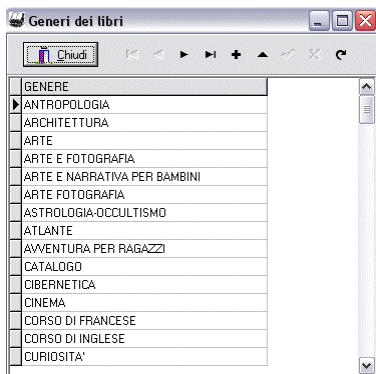 Generi dei libri
Chiudi
GENERE
ANTROPOLOGIA
ARCHITETTURA
ARTE
ARTE E FOTOGRAFIA
ARTE E NARRATIVA PER BAMBINI
ARTE FOTOGRAFIA
ASTROLOGIA-OCCULTISMO
ATLANTE
AVVENTURA PER RAGAZZI
CATALOGO
CIBERNETICA
CINEMA
CORSO DI FRANCESE
CORSO DI INGLESE
CURIOSITA'